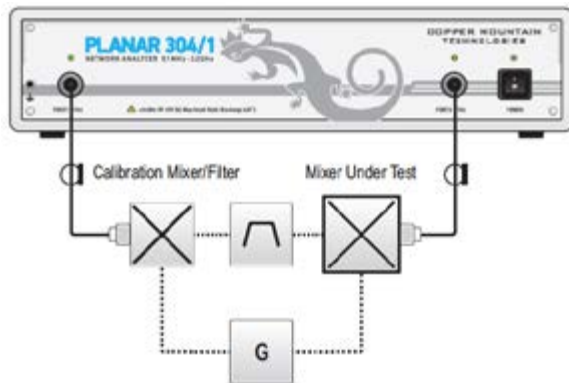 PLANAR 304/1
COPPER MOUNTAIN
TECHNOLOGIES
NETWORK ANALYZER
Calibration Mixer/Filter
Mixer Under Test
G